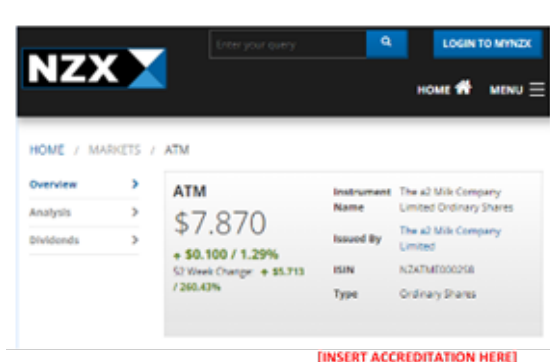 Enter your query
LOGIN TO MYNZX
NZX
HOME MENU
HOME / MARKETS / ATM
Overview
Analysis
Dividends
ATM
$7.870
$0.100 / 1.29%
52 Week Change: $5.713
/ 260.43%
Instrument Name The a2 Milk Company Limited Ordinary Shares
Issued By The a2 Milk Company Limited
ISIN NZATME0002S8
Type Ordinary Shares
[INSERT ACCREDITATION HERE]